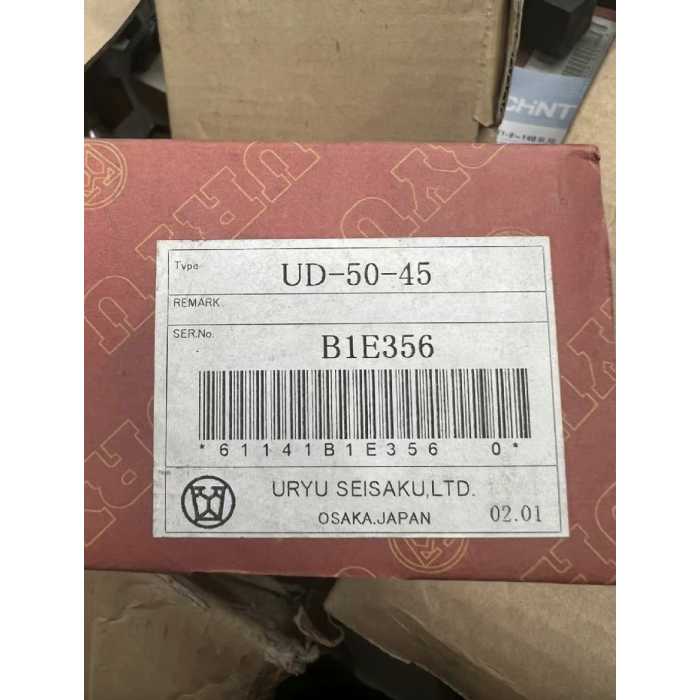 CHNT
Type UD-50-45
REMARK
SER.No. B1E356
*61141B1E356 0*
URYU SEISAKU,LTD.
OSAKA.JAPAN 02.01